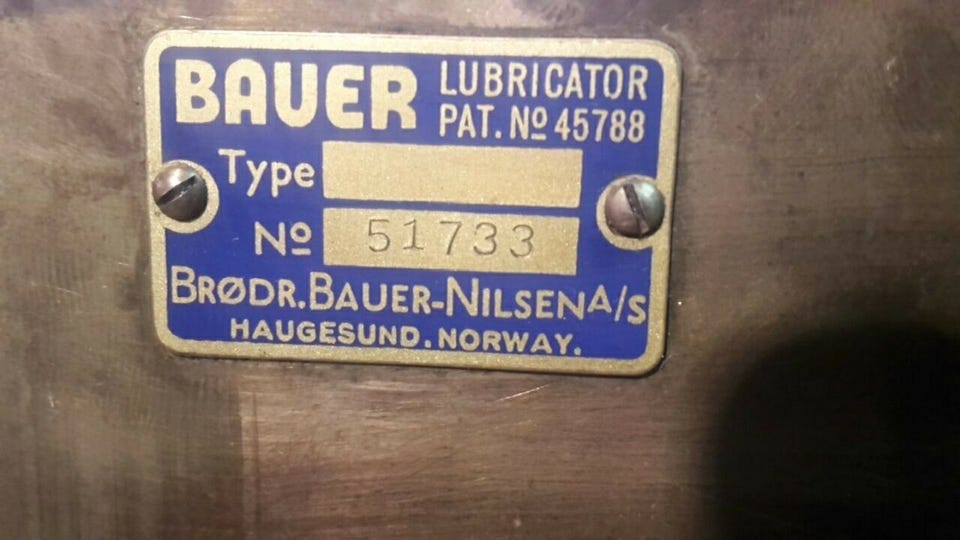 BAUER LUBRICATOR
PAT. Nº 45788
Type
Nº 51733
BRØDR. BAUER-NILSEN A/S
HAUGESUND. NORWAY.